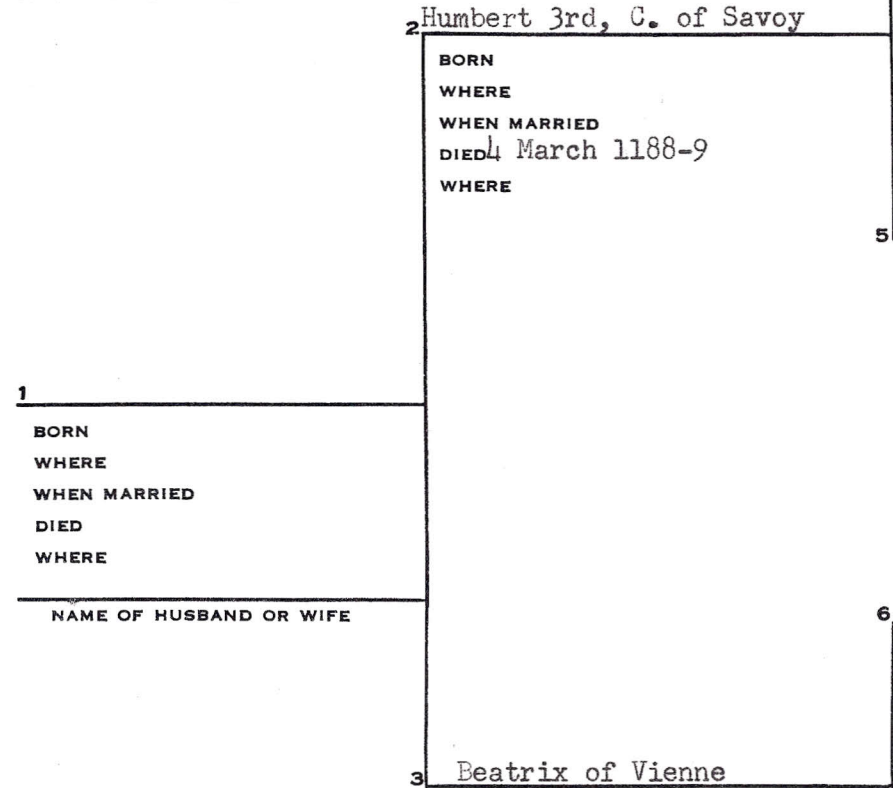 2 Humbert 3rd, C. of Savoy
BORN
WHERE
WHEN MARRIED
DIED 4 March 1188-9
WHERE
5
1
BORN
WHERE
WHEN MARRIED
DIED
WHERE
NAME OF HUSBAND OR WIFE
6
3 Beatrix of Vienne